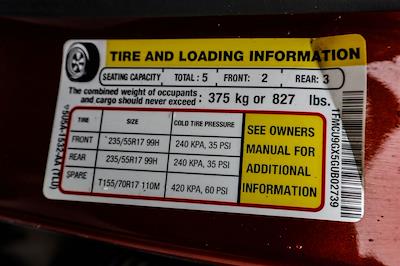 TIRE AND LOADING INFORMATION
SEATING CAPACITY TOTAL : 5 FRONT: 2 REAR: 3
The combined weight of occupants
and cargo should never exceed : 375 kg or 827 lbs.
TIRE SIZE COLD TIRE PRESSURE
FRONT 235/55R17 99H 240 KPA, 35 PSI
REAR 235/55R17 99H 240 KPA, 35 PSI
SPARE T155/70R17 110M 420 KPA, 60 PSI
SEE OWNERS
MANUAL FOR
ADDITIONAL
INFORMATION